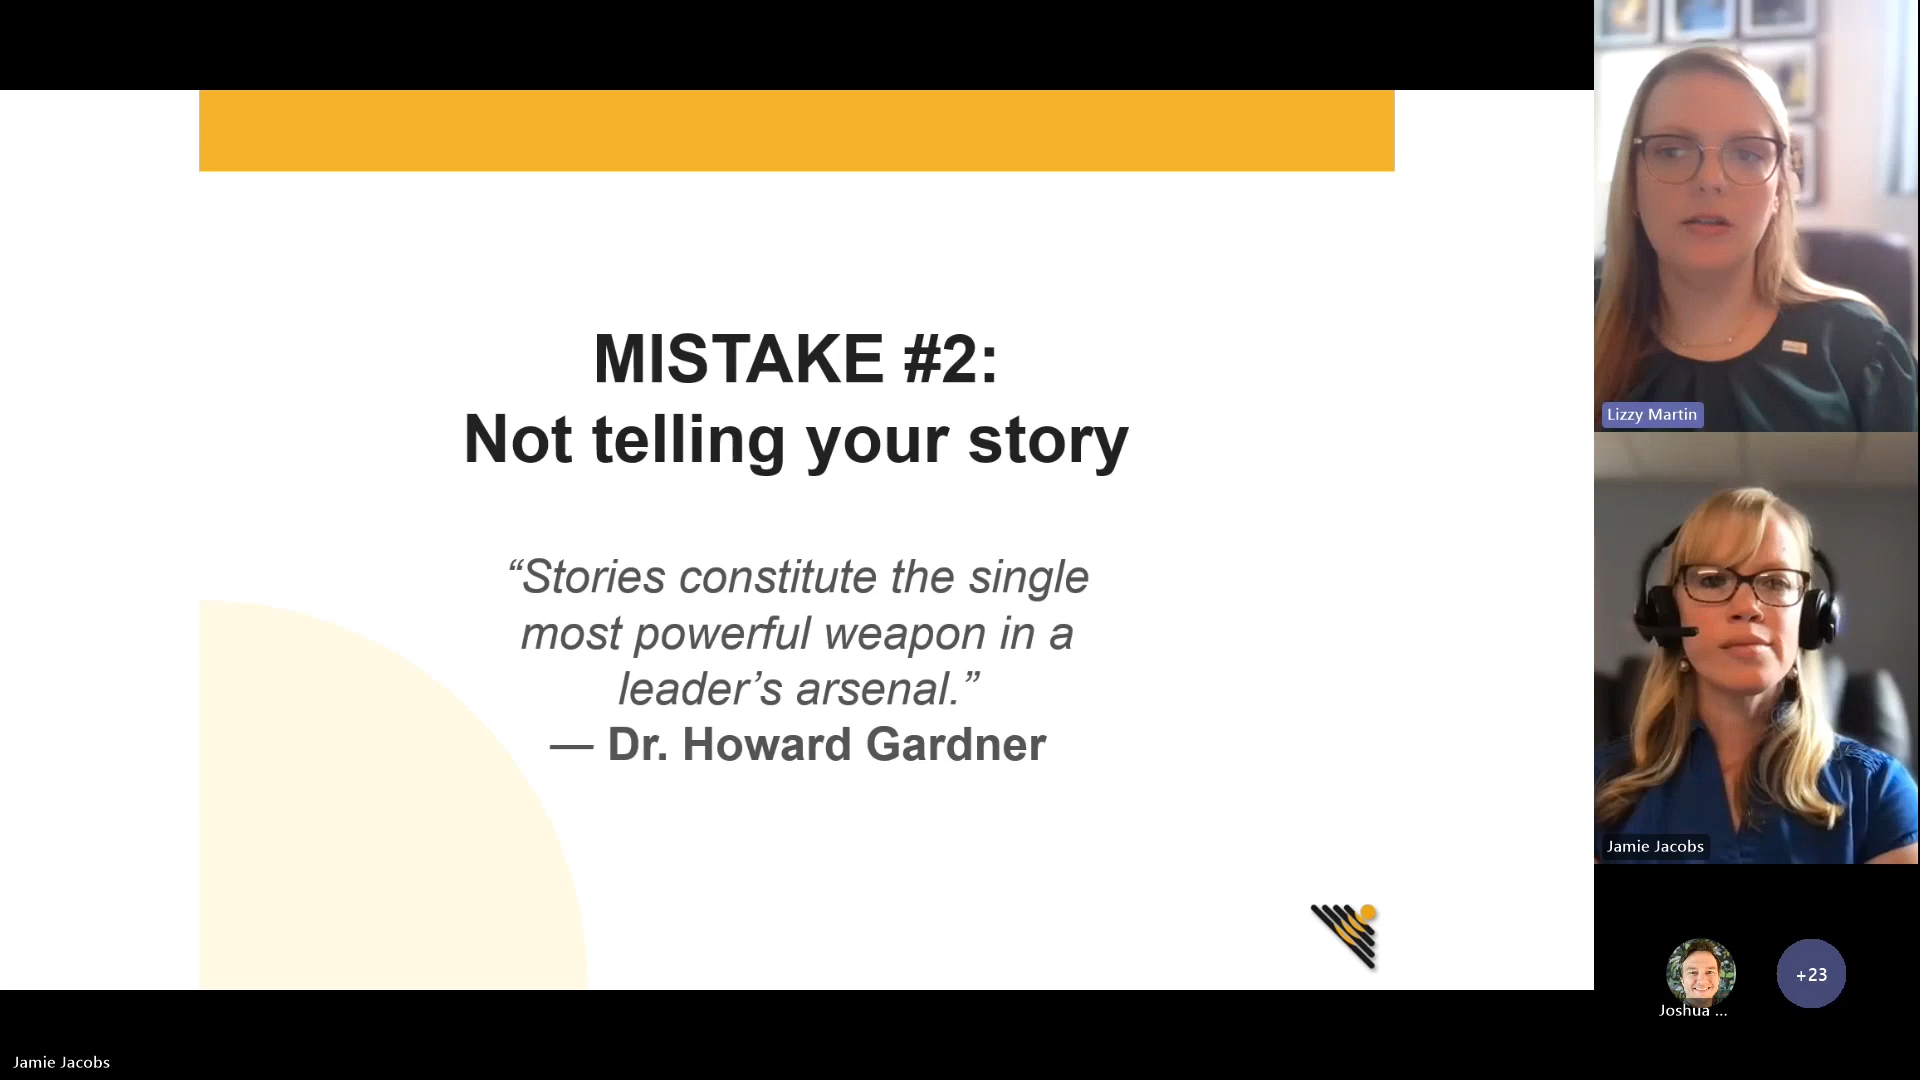 MISTAKE #2:
Not telling your story
“Stories constitute the single
most powerful weapon in a
leader’s arsenal.”
— Dr. Howard Gardner
Lizzy Martin
Jamie Jacobs
Joshua ...
+23
Jamie Jacobs